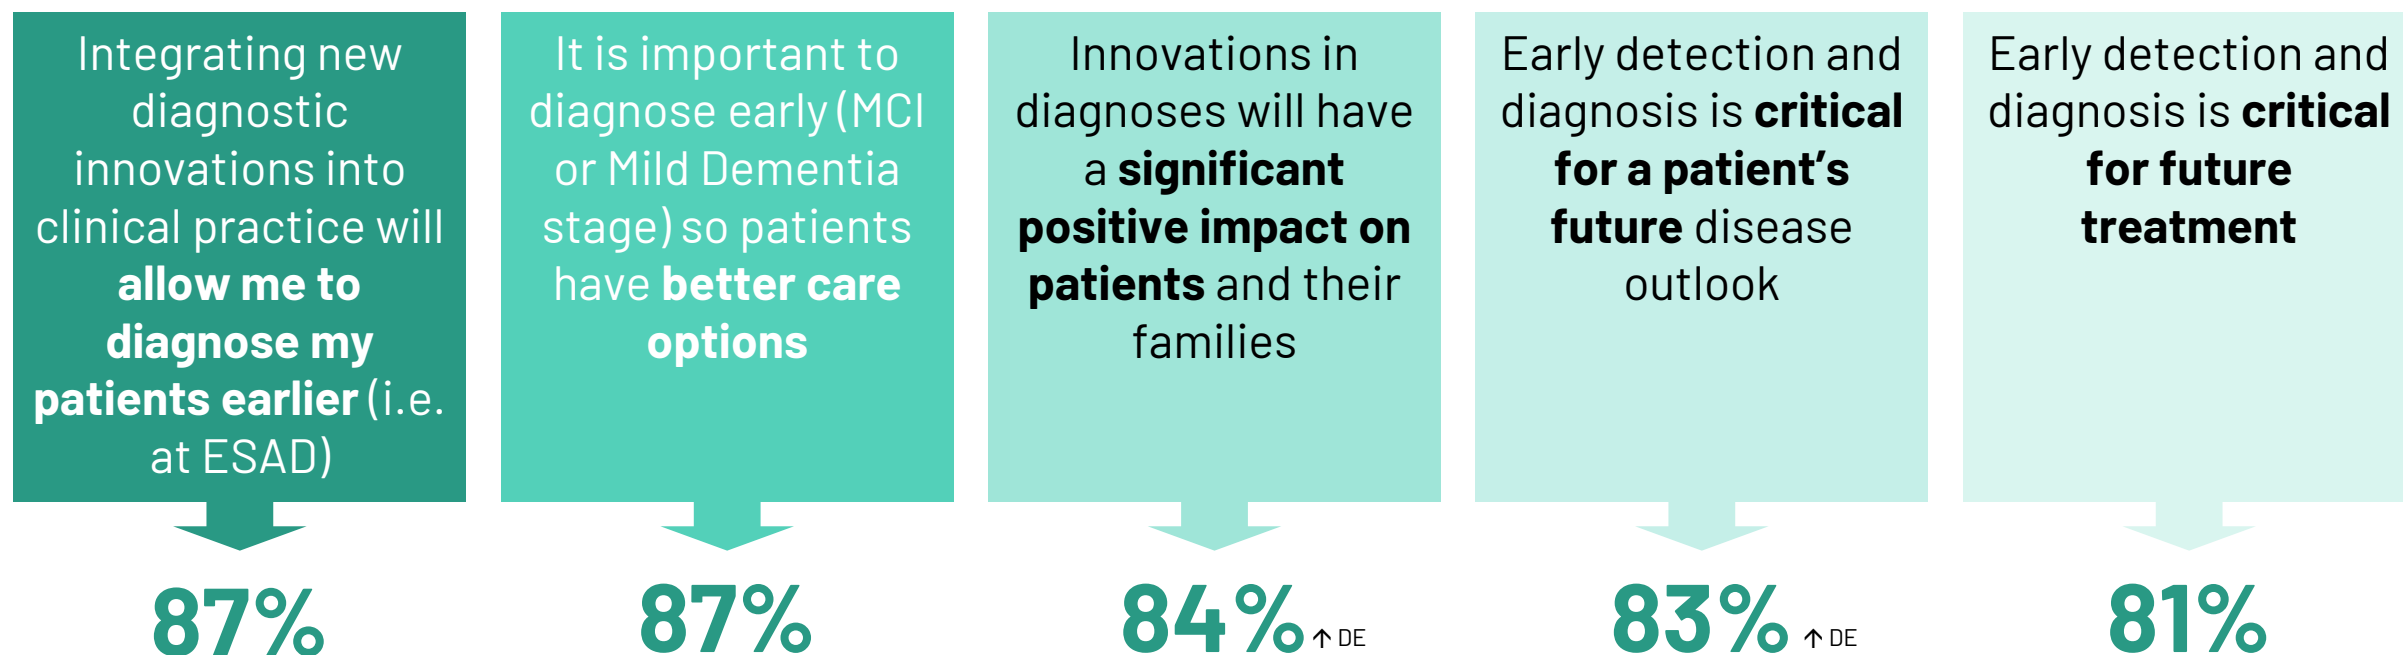 Integrating new
diagnostic
innovations into
clinical practice will
allow me to
diagnose my
patients earlier (i.e.
at ESAD)
87%
It is important to
diagnose early (MCI
or Mild Dementia
stage) so patients
have better care
options
87%
Innovations in
diagnoses will have
a significant
positive impact on
patients and their
families
84% ↑ DE
Early detection and
diagnosis is critical
for a patient's
future disease
outlook
83% ↑ DE
Early detection and
diagnosis is critical
for future
treatment
81%